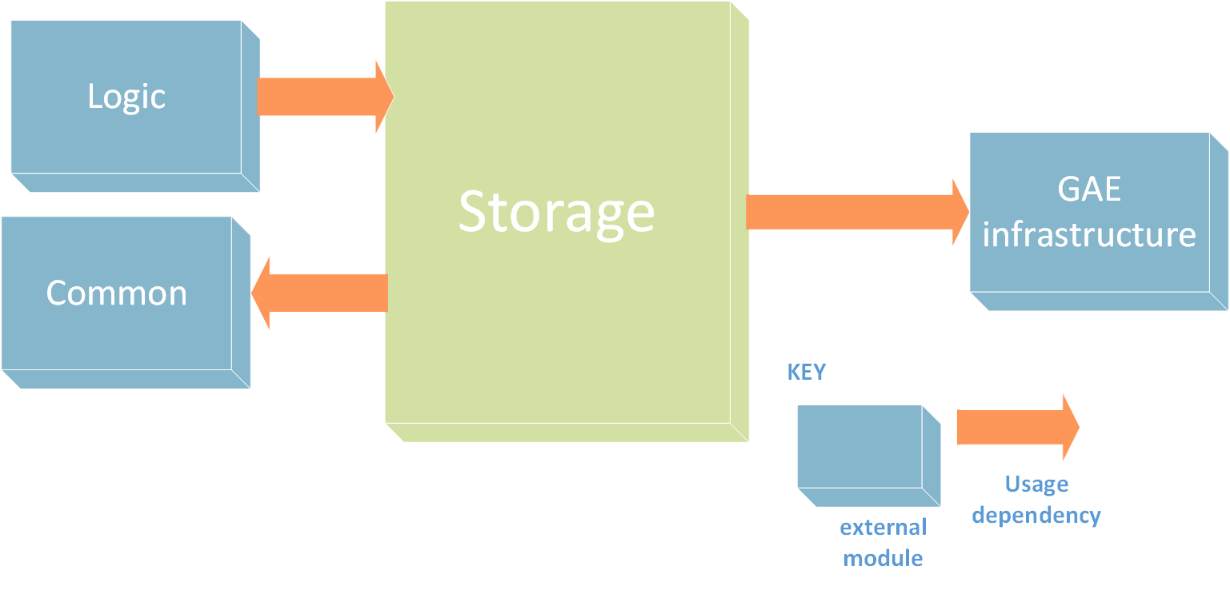 Logic
Common
Storage
GAE
infrastructure
KEY
external
module
Usage
dependency